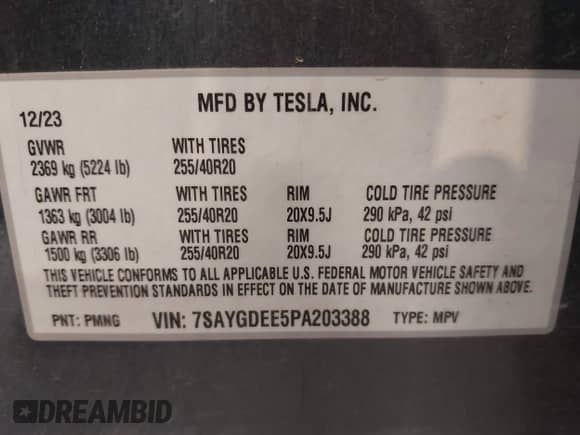 MFD BY TESLA, INC.
12/23
GVWR WITH TIRES
2369 kg (5224 lb) 255/40R20
GAWR FRT WITH TIRES RIM COLD TIRE PRESSURE
1363 kg (3004 lb) 255/40R20 20X9.5J 290 kPa, 42 psi
GAWR RR WITH TIRES RIM COLD TIRE PRESSURE
1500 kg (3306 lb) 255/40R20 20X9.5J 290 kPa, 42 psi
THIS VEHICLE CONFORMS TO ALL APPLICABLE U.S. FEDERAL MOTOR VEHICLE SAFETY AND
THEFT PREVENTION STANDARDS IN EFFECT ON THE DATE OF MANUFACTURE SHOWN ABOVE.
PNT: PMNG VIN: 7SAYGDEE5PA203388 TYPE: MPV
DREAMBID